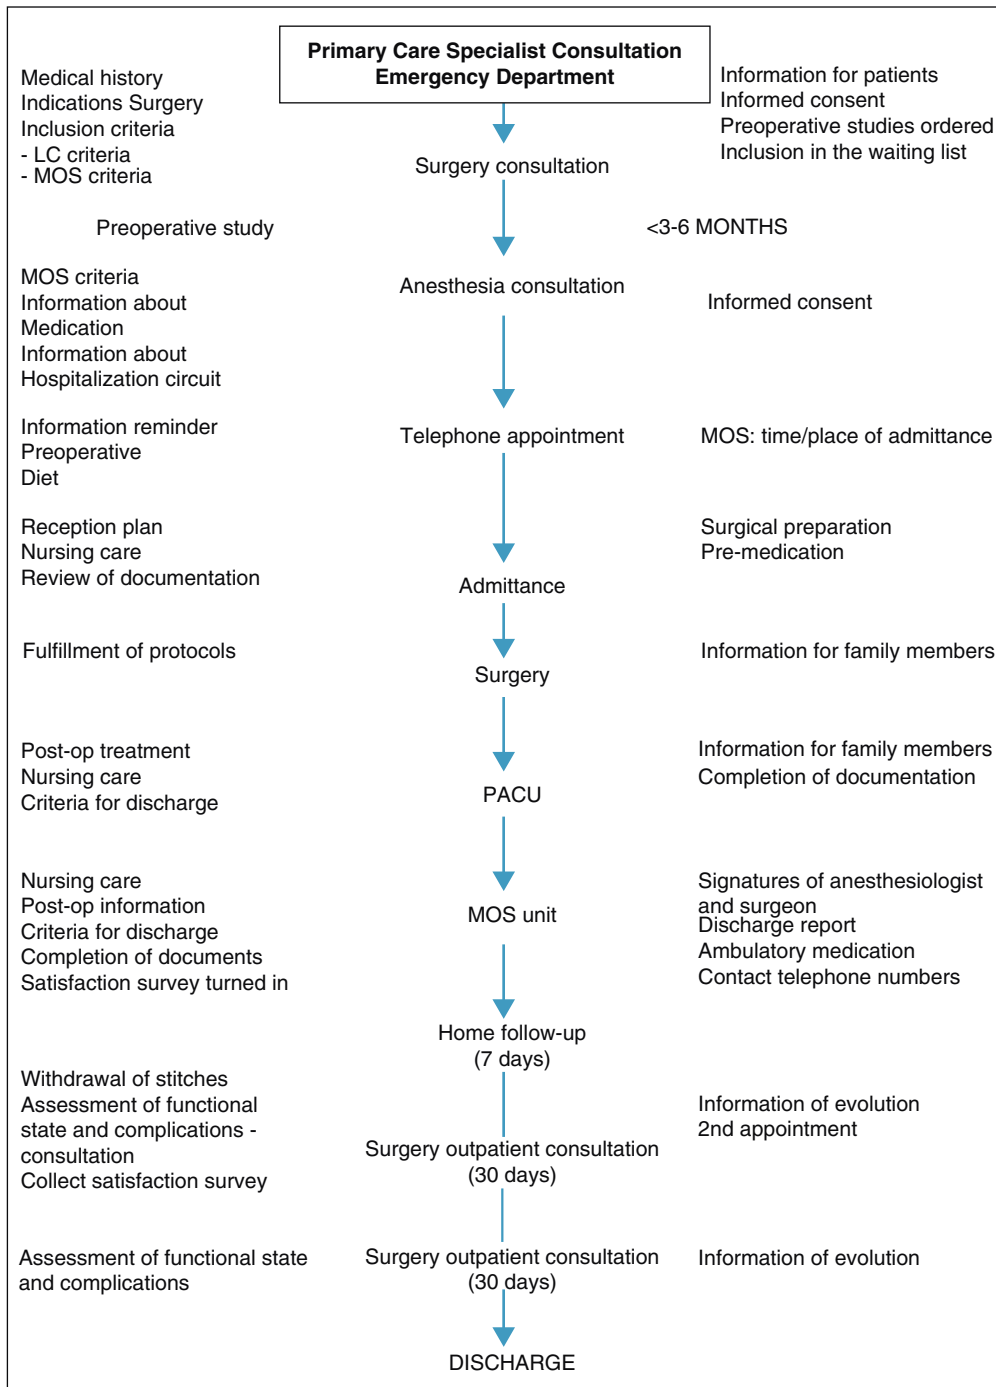 Primary Care Specialist Consultation
Emergency Department
Medical history
Indications Surgery
Inclusion criteria
- LC criteria
- MOS criteria
Surgery consultation
Information for patients
Informed consent
Preoperative studies ordered
Inclusion in the waiting list
Preoperative study
<3-6 MONTHS
MOS criteria
Information about
Medication
Information about
Hospitalization circuit
Anesthesia consultation
Informed consent
Information reminder
Preoperative
Diet
Telephone appointment
MOS: time/place of admittance
Reception plan
Nursing care
Review of documentation
Admittance
Surgical preparation
Pre-medication
Fulfillment of protocols
Surgery
Information for family members
Post-op treatment
Nursing care
Criteria for discharge
PACU
Information for family members
Completion of documentation
Nursing care
Post-op information
Criteria for discharge
Completion of documents
Satisfaction survey turned in
MOS unit
Signatures of anesthesiologist
and surgeon
Discharge report
Ambulatory medication
Contact telephone numbers
Home follow-up
(7 days)
Withdrawal of stitches
Assessment of functional
state and complications -
consultation
Collect satisfaction survey
Surgery outpatient consultation
(30 days)
Information of evolution
2nd appointment
Assessment of functional state
and complications
Surgery outpatient consultation
(30 days)
Information of evolution
DISCHARGE